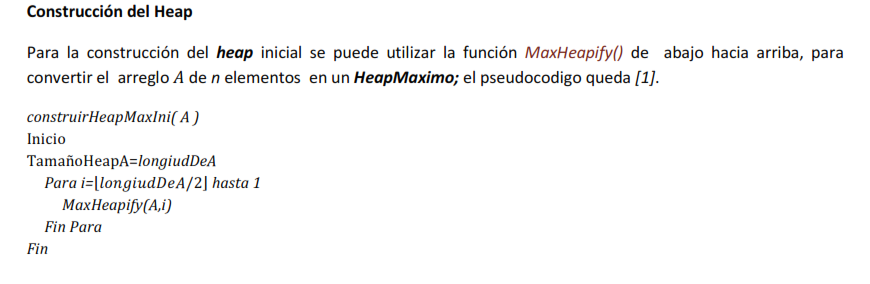 Construcción del Heap
Para la construcción del heap inicial se puede utilizar la función MaxHeapify() de abajo hacia arriba, para
convertir el arreglo A de n elementos en un HeapMaximo; el pseudocodigo queda [1].
construirHeapMaxIni( A )
Inicio
TamañoHeapA=longiudDeA
Para i=⌊longiudDeA/2⌋ hasta 1
MaxHeapify(A,i)
Fin Para
Fin